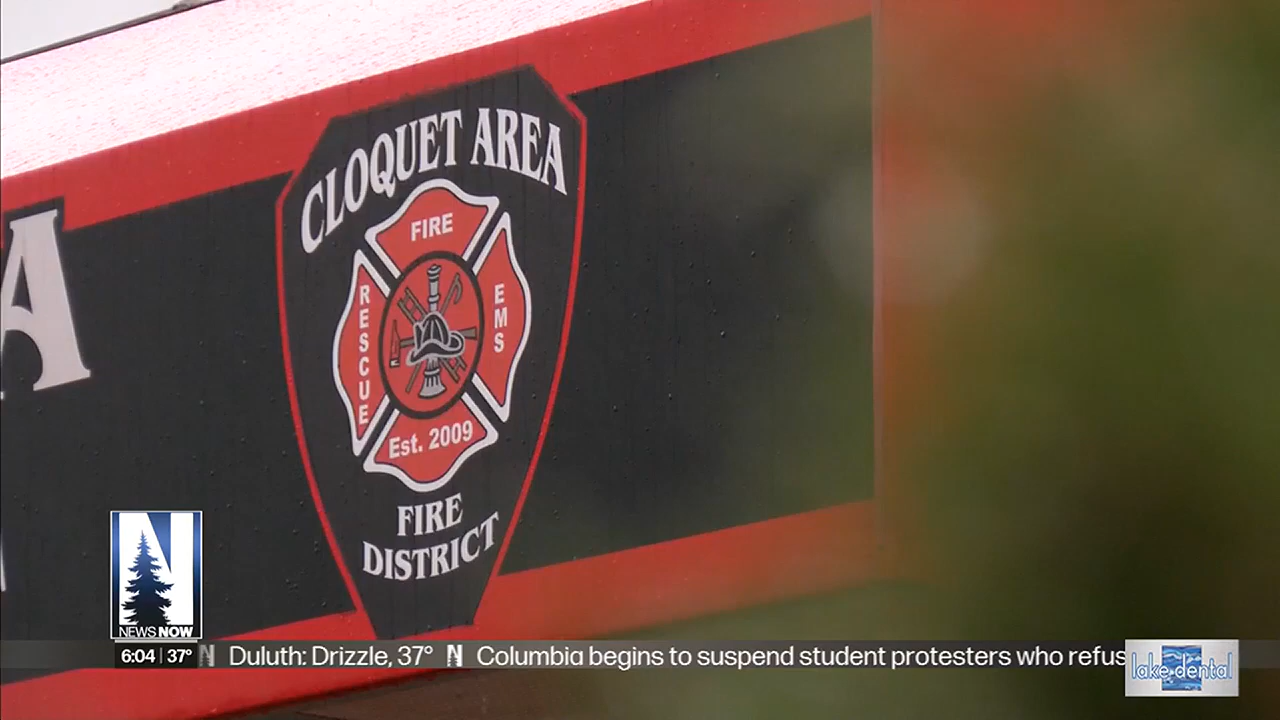 A
CLOQUET AREA
FIRE
RESCUE
EMS
Est. 2009
FIRE
DISTRICT
N
NEWS NOW
6:04 | 37° N Duluth: Drizzle, 37° N Columbia begins to suspend student protesters who refus
lake dental